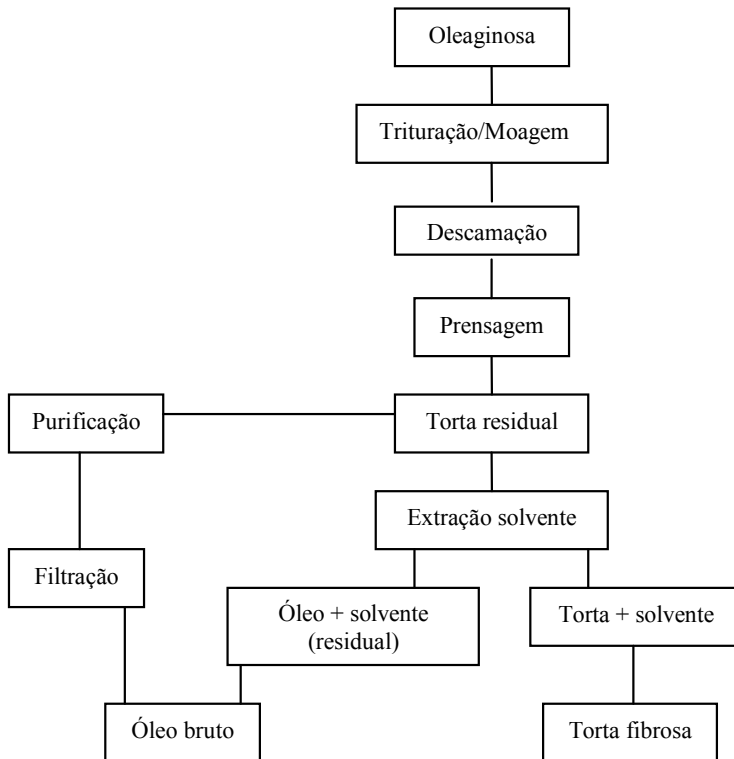 Oleaginosa
Trituração/Moagem
Descamação
Prensagem
Purificação
Torta residual
Extração solvente
Filtração
Óleo + solvente
(residual)
Torta + solvente
Óleo bruto
Torta fibrosa